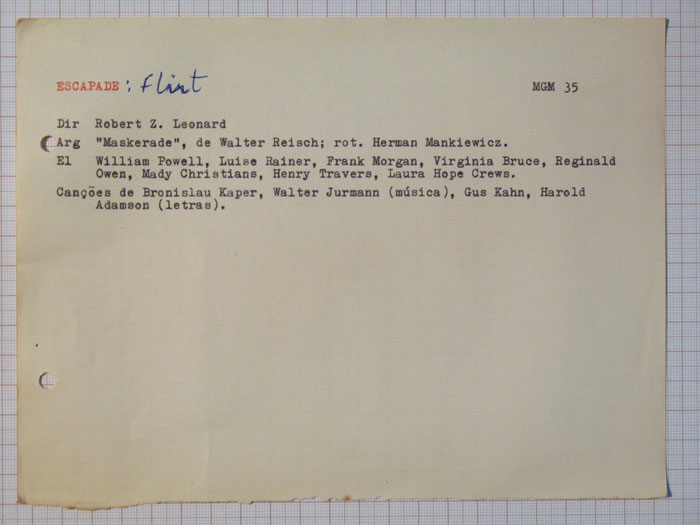 ESCAPADE : flirt MGM 35
Dir Robert Z. Leonard
Arg "Maskerade", de Walter Reisch; rot. Herman Mankiewicz.
El William Powell, Luise Rainer, Frank Morgan, Virginia Bruce, Reginald
Owen, Mady Christians, Henry Travers, Laura Hope Crews.
Canções de Bronislau Kaper, Walter Jurmann (música), Gus Kahn, Harold
Adamson (letras).